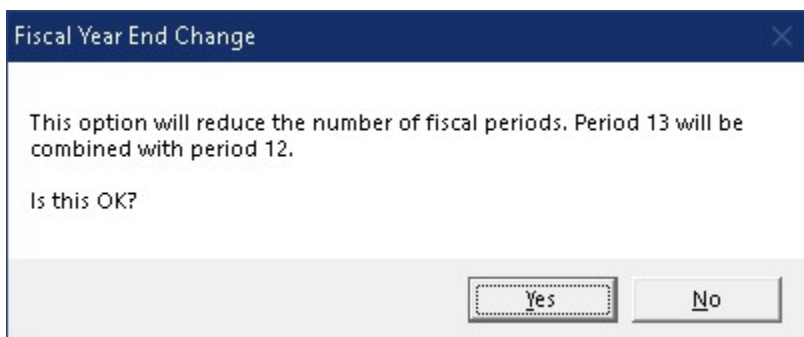 Fiscal Year End Change
This option will reduce the number of fiscal periods. Period 13 will be
combined with period 12.
Is this OK?
Yes
No